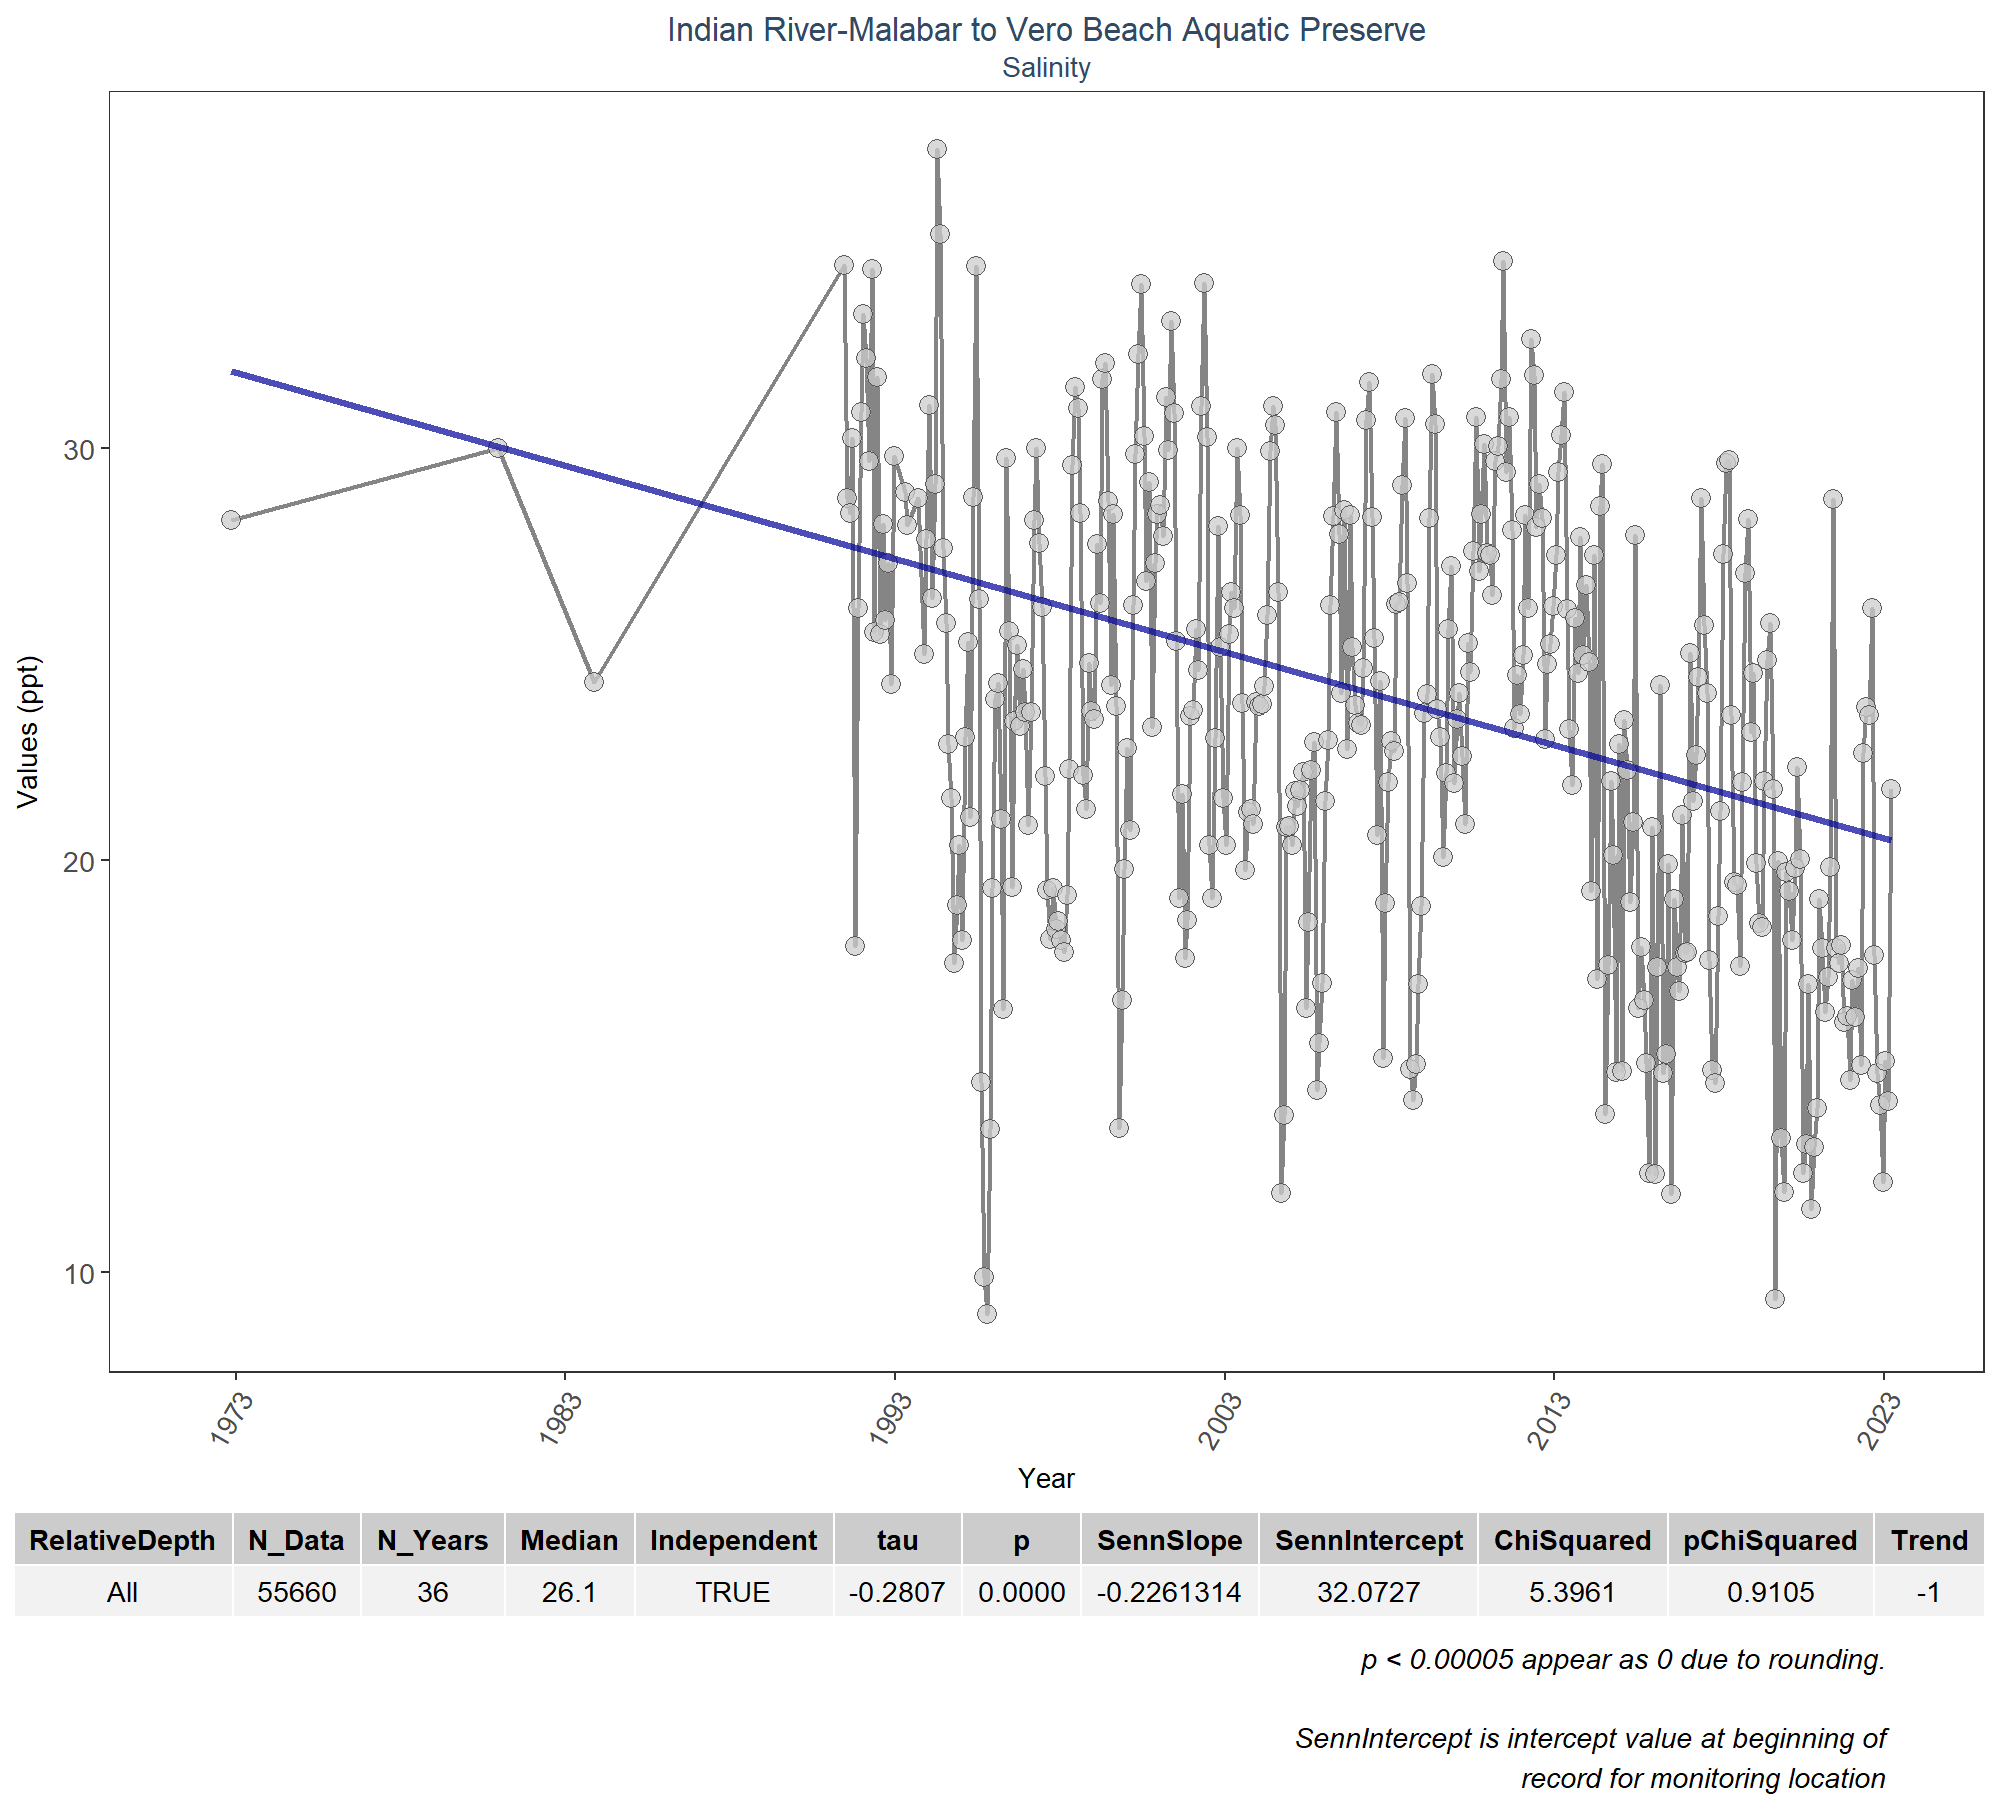 Indian River-Malabar to Vero Beach Aquatic Preserve
Salinity
Values (ppt)
30
20
10
1973
1983
1993
2003
2013
2023
Year
RelativeDepth N_Data N_Years Median Independent tau p SennSlope SennIntercept ChiSquared pChiSquared Trend
All 55660 36 26.1 TRUE -0.2807 0.0000 -0.2261314 32.0727 5.3961 0.9105 -1
p < 0.00005 appear as 0 due to rounding.
SennIntercept is intercept value at beginning of
record for monitoring location